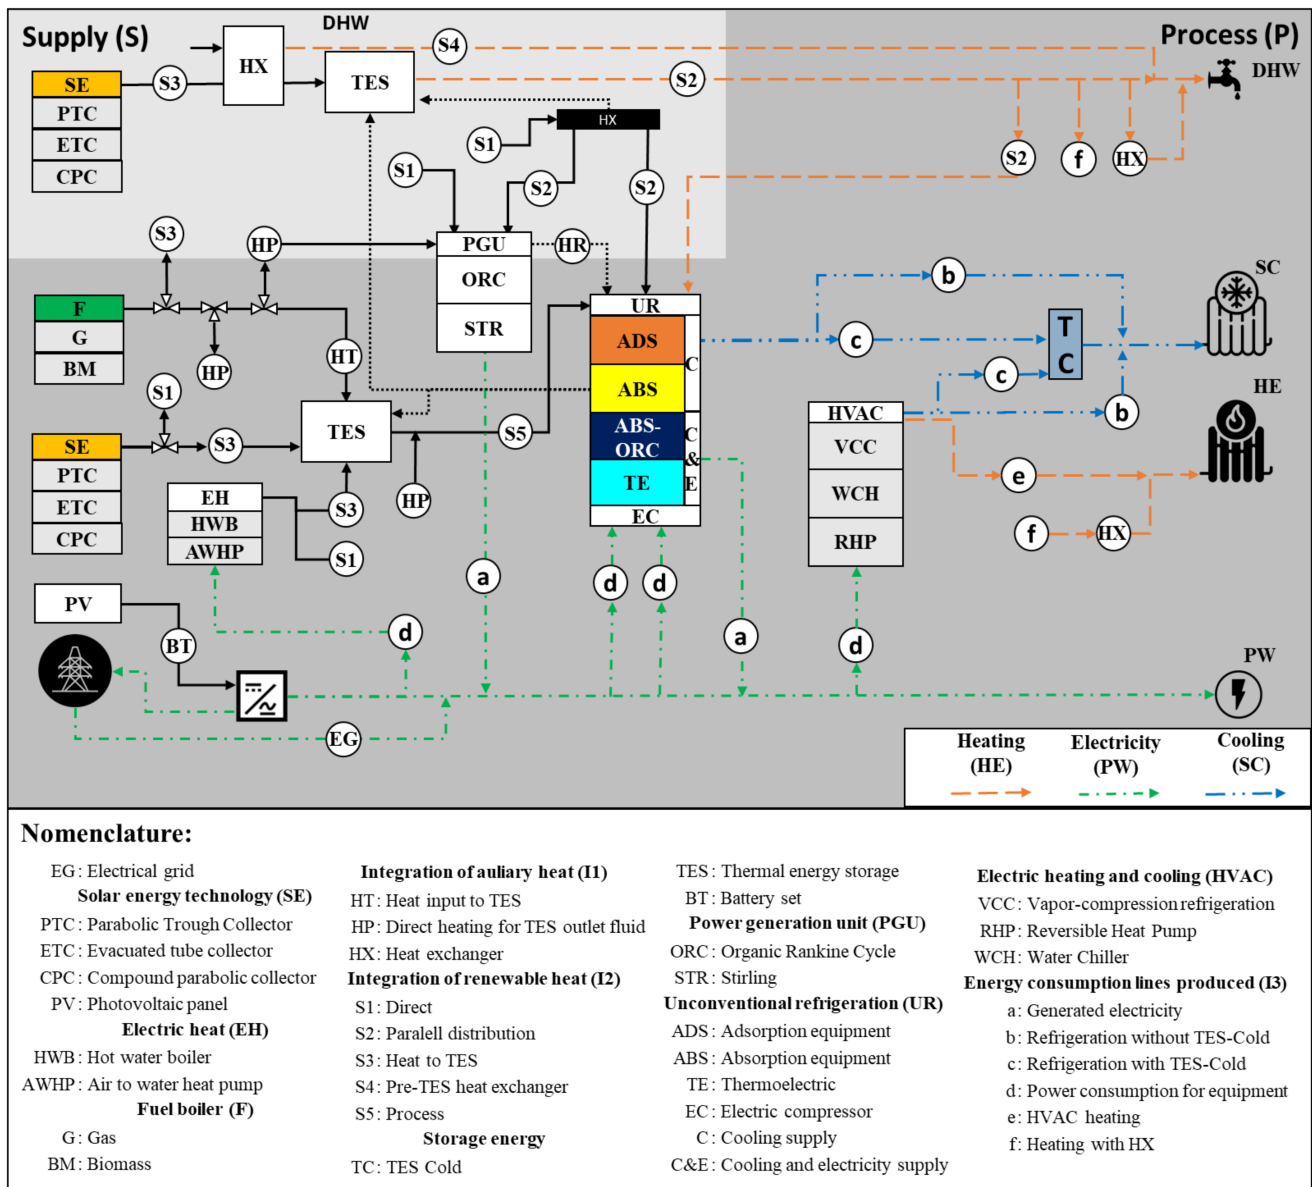 Supply (S)
DHW
Process (P)
S4
HX
SE
S3
TES
S2
DHW
PTC
ETC
CPC
HX
S1
S1
S2
S2
S2
f
HX
S3
HP
PGU
HR
ORC
STR
F
G
BM
HP
HT
UR
ADS
C
ABS
ABS-
ORC
C
&
E
TE
EC
b
SC
c
T
C
c
b
HE
HVAC
VCC
WCH
RHP
e
f
HX
S1
SE
S3
TES
S5
PTC
ETC
CPC
EH
HWB
AWHP
S3
HP
S1
PV
BT
d
a
d
d
a
d
PW
EG
Heating
(HE)
Electricity
(PW)
Cooling
(SC)
Nomenclature:
EG : Electrical grid
Solar energy technology (SE)
PTC : Parabolic Trough Collector
ETC : Evacuated tube collector
CPC : Compound parabolic collector
PV : Photovoltaic panel
Electric heat (EH)
HWB : Hot water boiler
AWHP : Air to water heat pump
Fuel boiler (F)
G : Gas
BM : Biomass
Integration of auliary heat (I1)
HT : Heat input to TES
HP : Direct heating for TES outlet fluid
HX : Heat exchanger
Integration of renewable heat (I2)
S1 : Direct
S2 : Paralell distribution
S3 : Heat to TES
S4 : Pre-TES heat exchanger
S5 : Process
Storage energy
TC : TES Cold
TES : Thermal energy storage
BT : Battery set
Power generation unit (PGU)
ORC : Organic Rankine Cycle
STR : Stirling
Unconventional refrigeration (UR)
ADS : Adsorption equipment
ABS : Absorption equipment
TE : Thermoelectric
EC : Electric compressor
C : Cooling supply
C&E : Cooling and electricity supply
Electric heating and cooling (HVAC)
VCC : Vapor-compression refrigeration
RHP : Reversible Heat Pump
WCH : Water Chiller
Energy consumption lines produced (I3)
a : Generated electricity
b : Refrigeration without TES-Cold
c : Refrigeration with TES-Cold
d : Power consumption for equipment
e : HVAC heating
f : Heating with HX